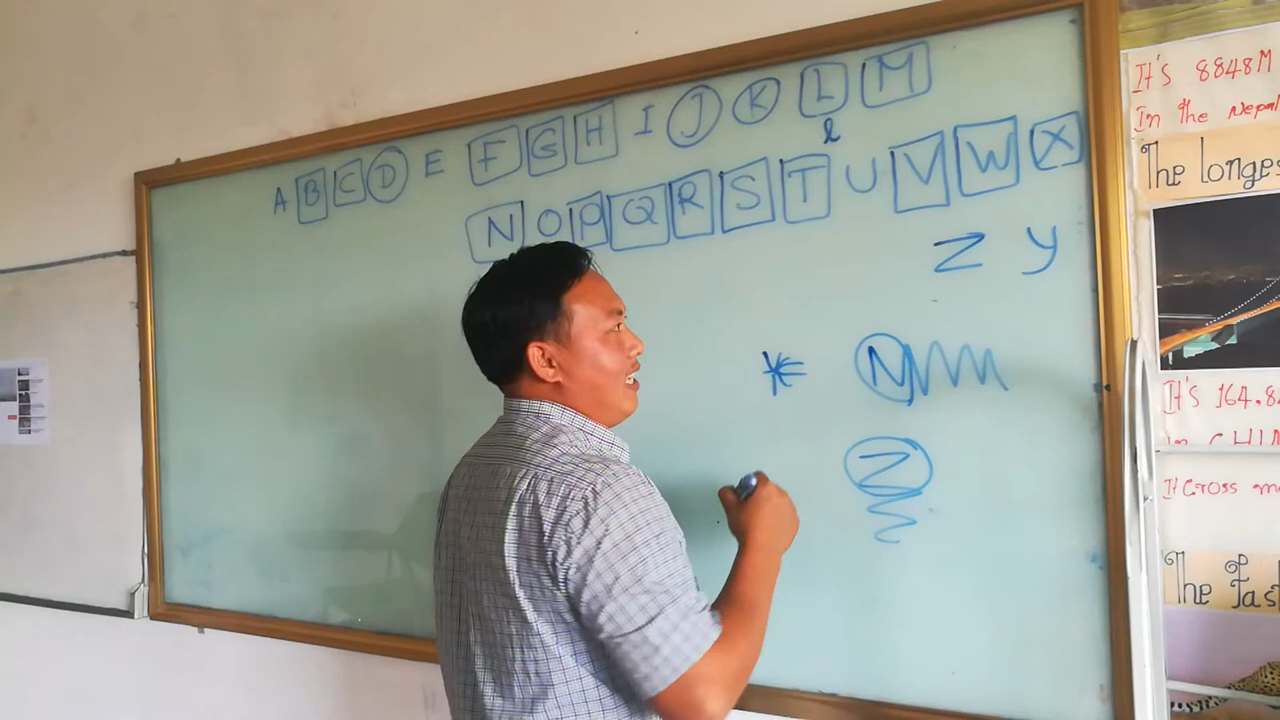 A B C D E F G H I J K L M
l
N O P Q R S T U V W X
Z y
* N
Z
It's 8848M
In the Nepal
The longes
It's 164.8
in CHIN
It Cross m
The Fast